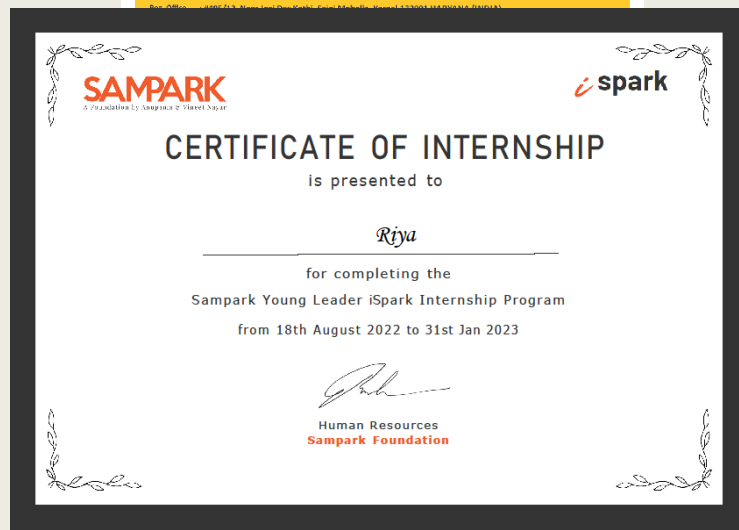 SAMPARK
A Foundation by Anupama & Vineet Nayar
i spark
CERTIFICATE OF INTERNSHIP
is presented to
Riya
for completing the
Sampark Young Leader iSpark Internship Program
from 18th August 2022 to 31st Jan 2023
Human Resources
Sampark Foundation